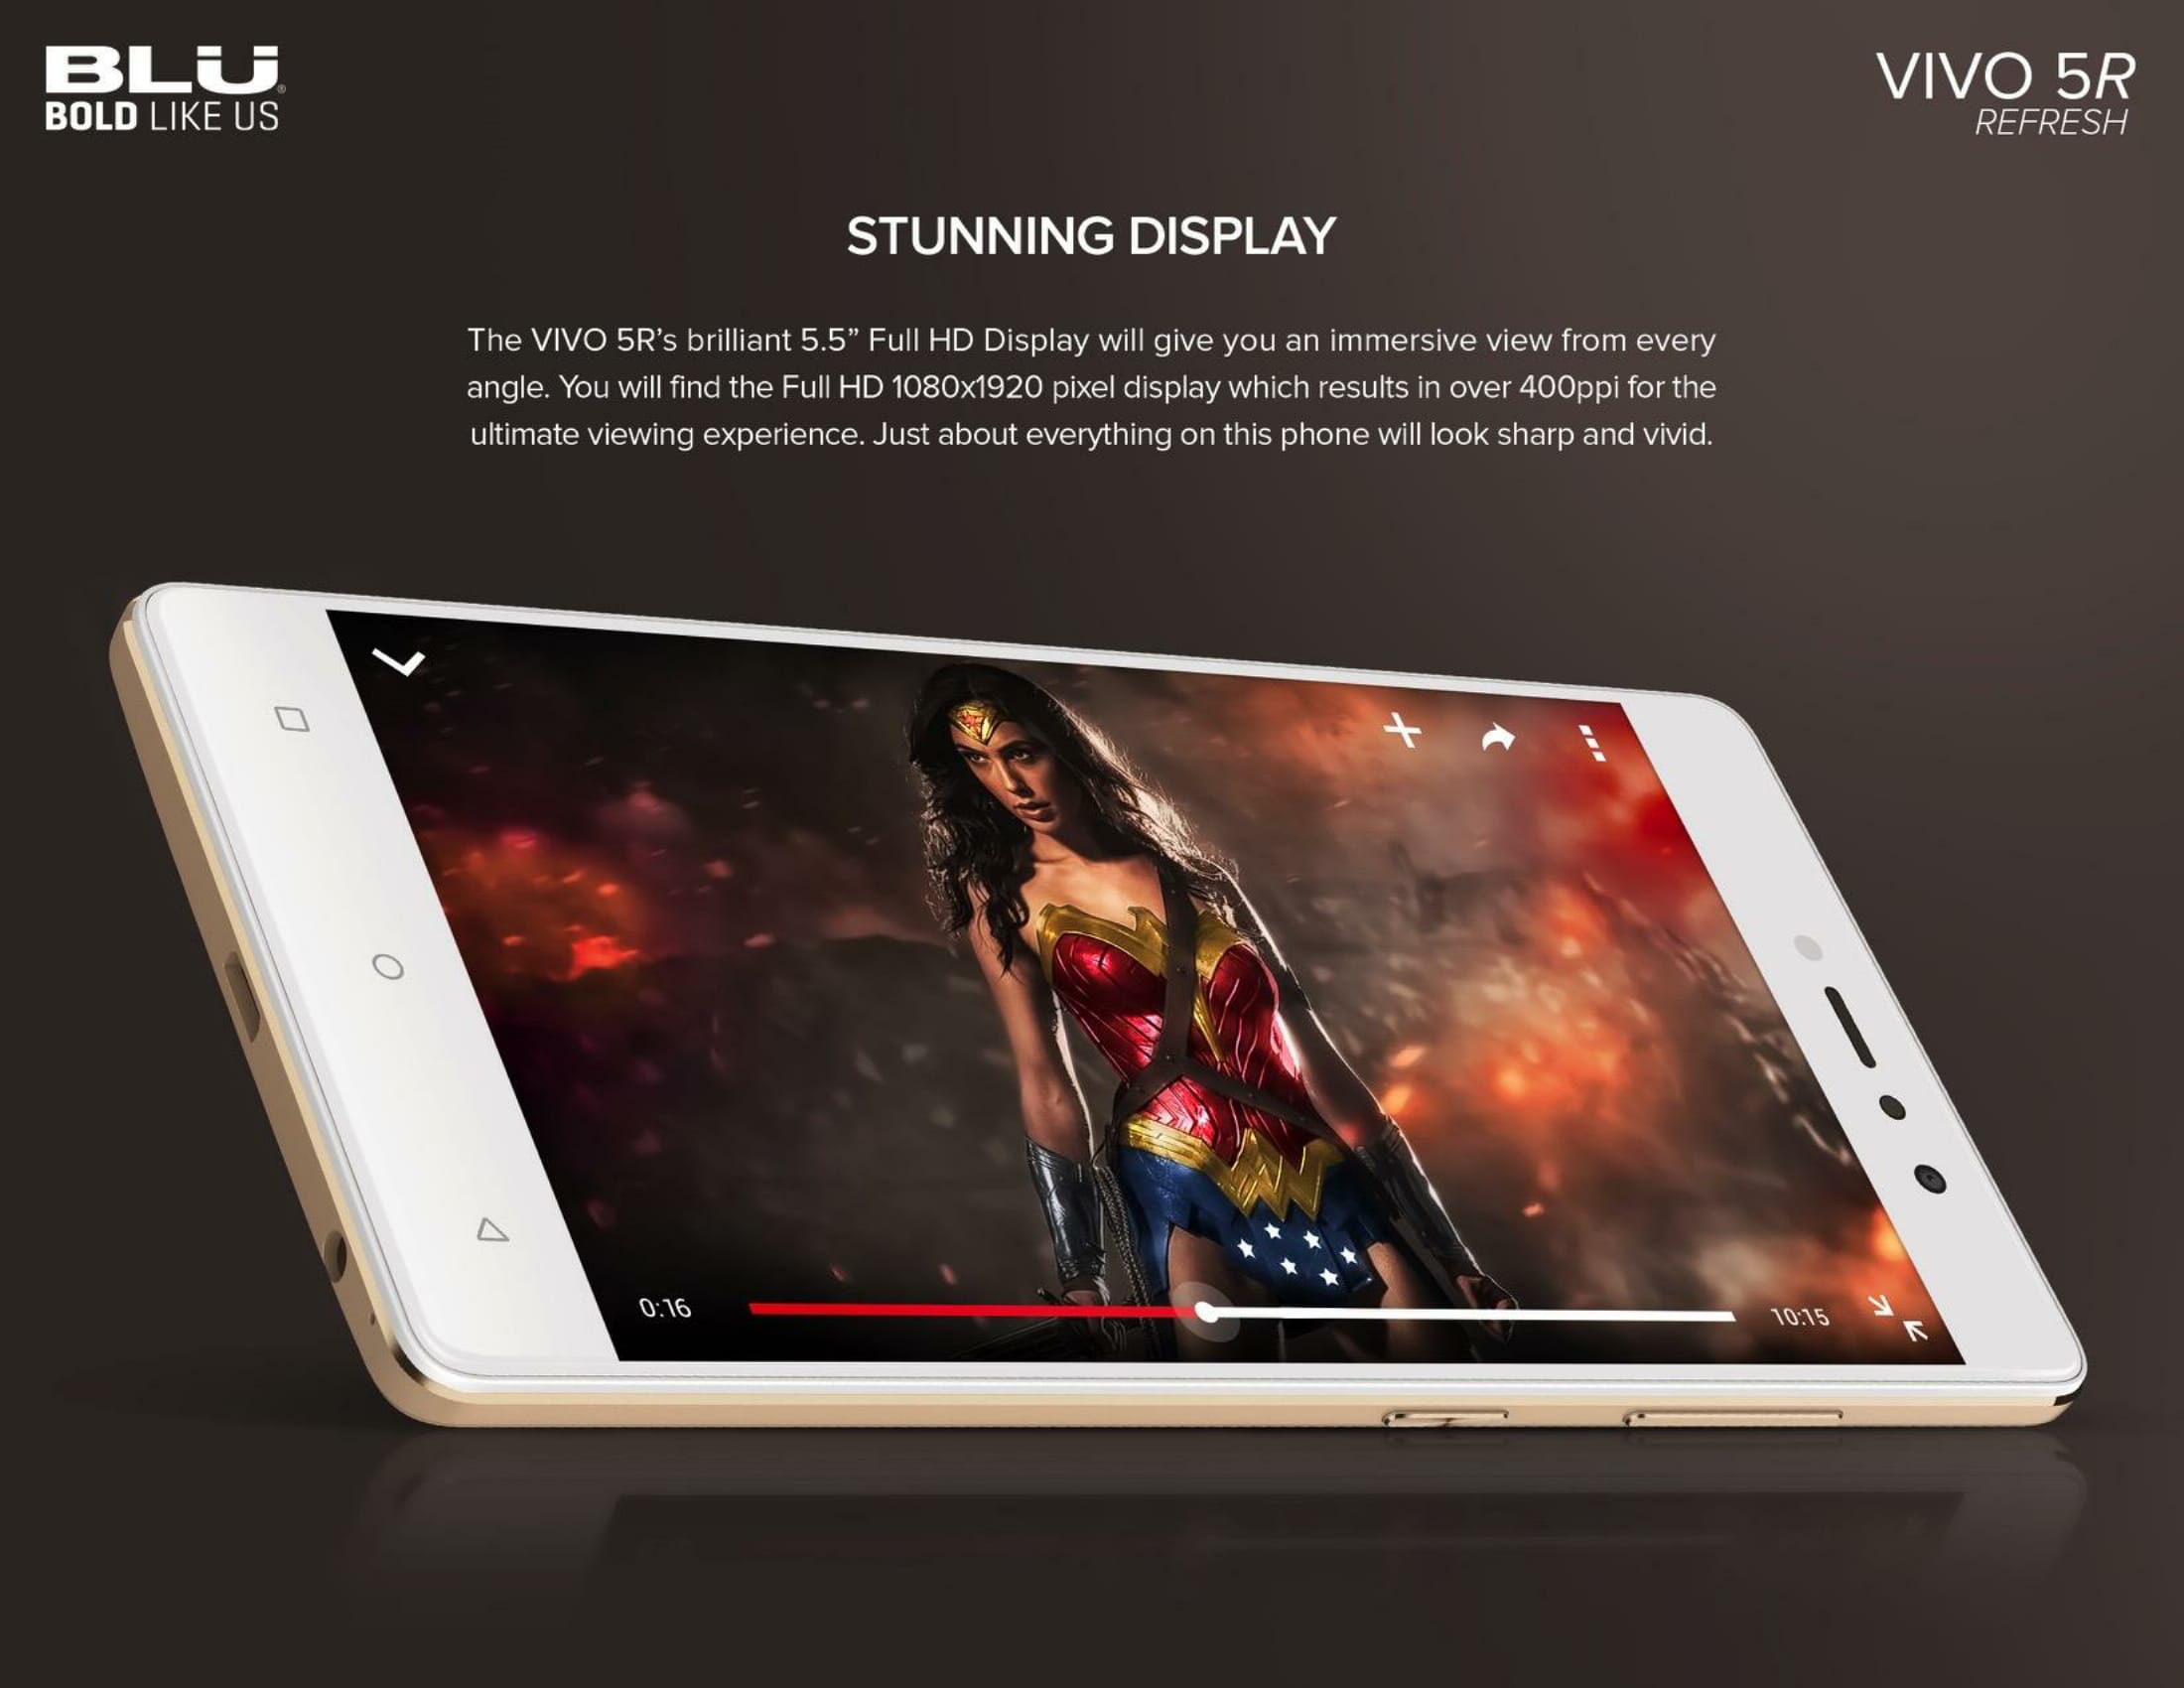 BLU
BOLD LIKE US
VIVO 5R
REFRESH
STUNNING DISPLAY
The VIVO 5R’s brilliant 5.5” Full HD Display will give you an immersive view from every
angle. You will find the Full HD 1080x1920 pixel display which results in over 400ppi for the
ultimate viewing experience. Just about everything on this phone will look sharp and vivid.
0:16
10:15